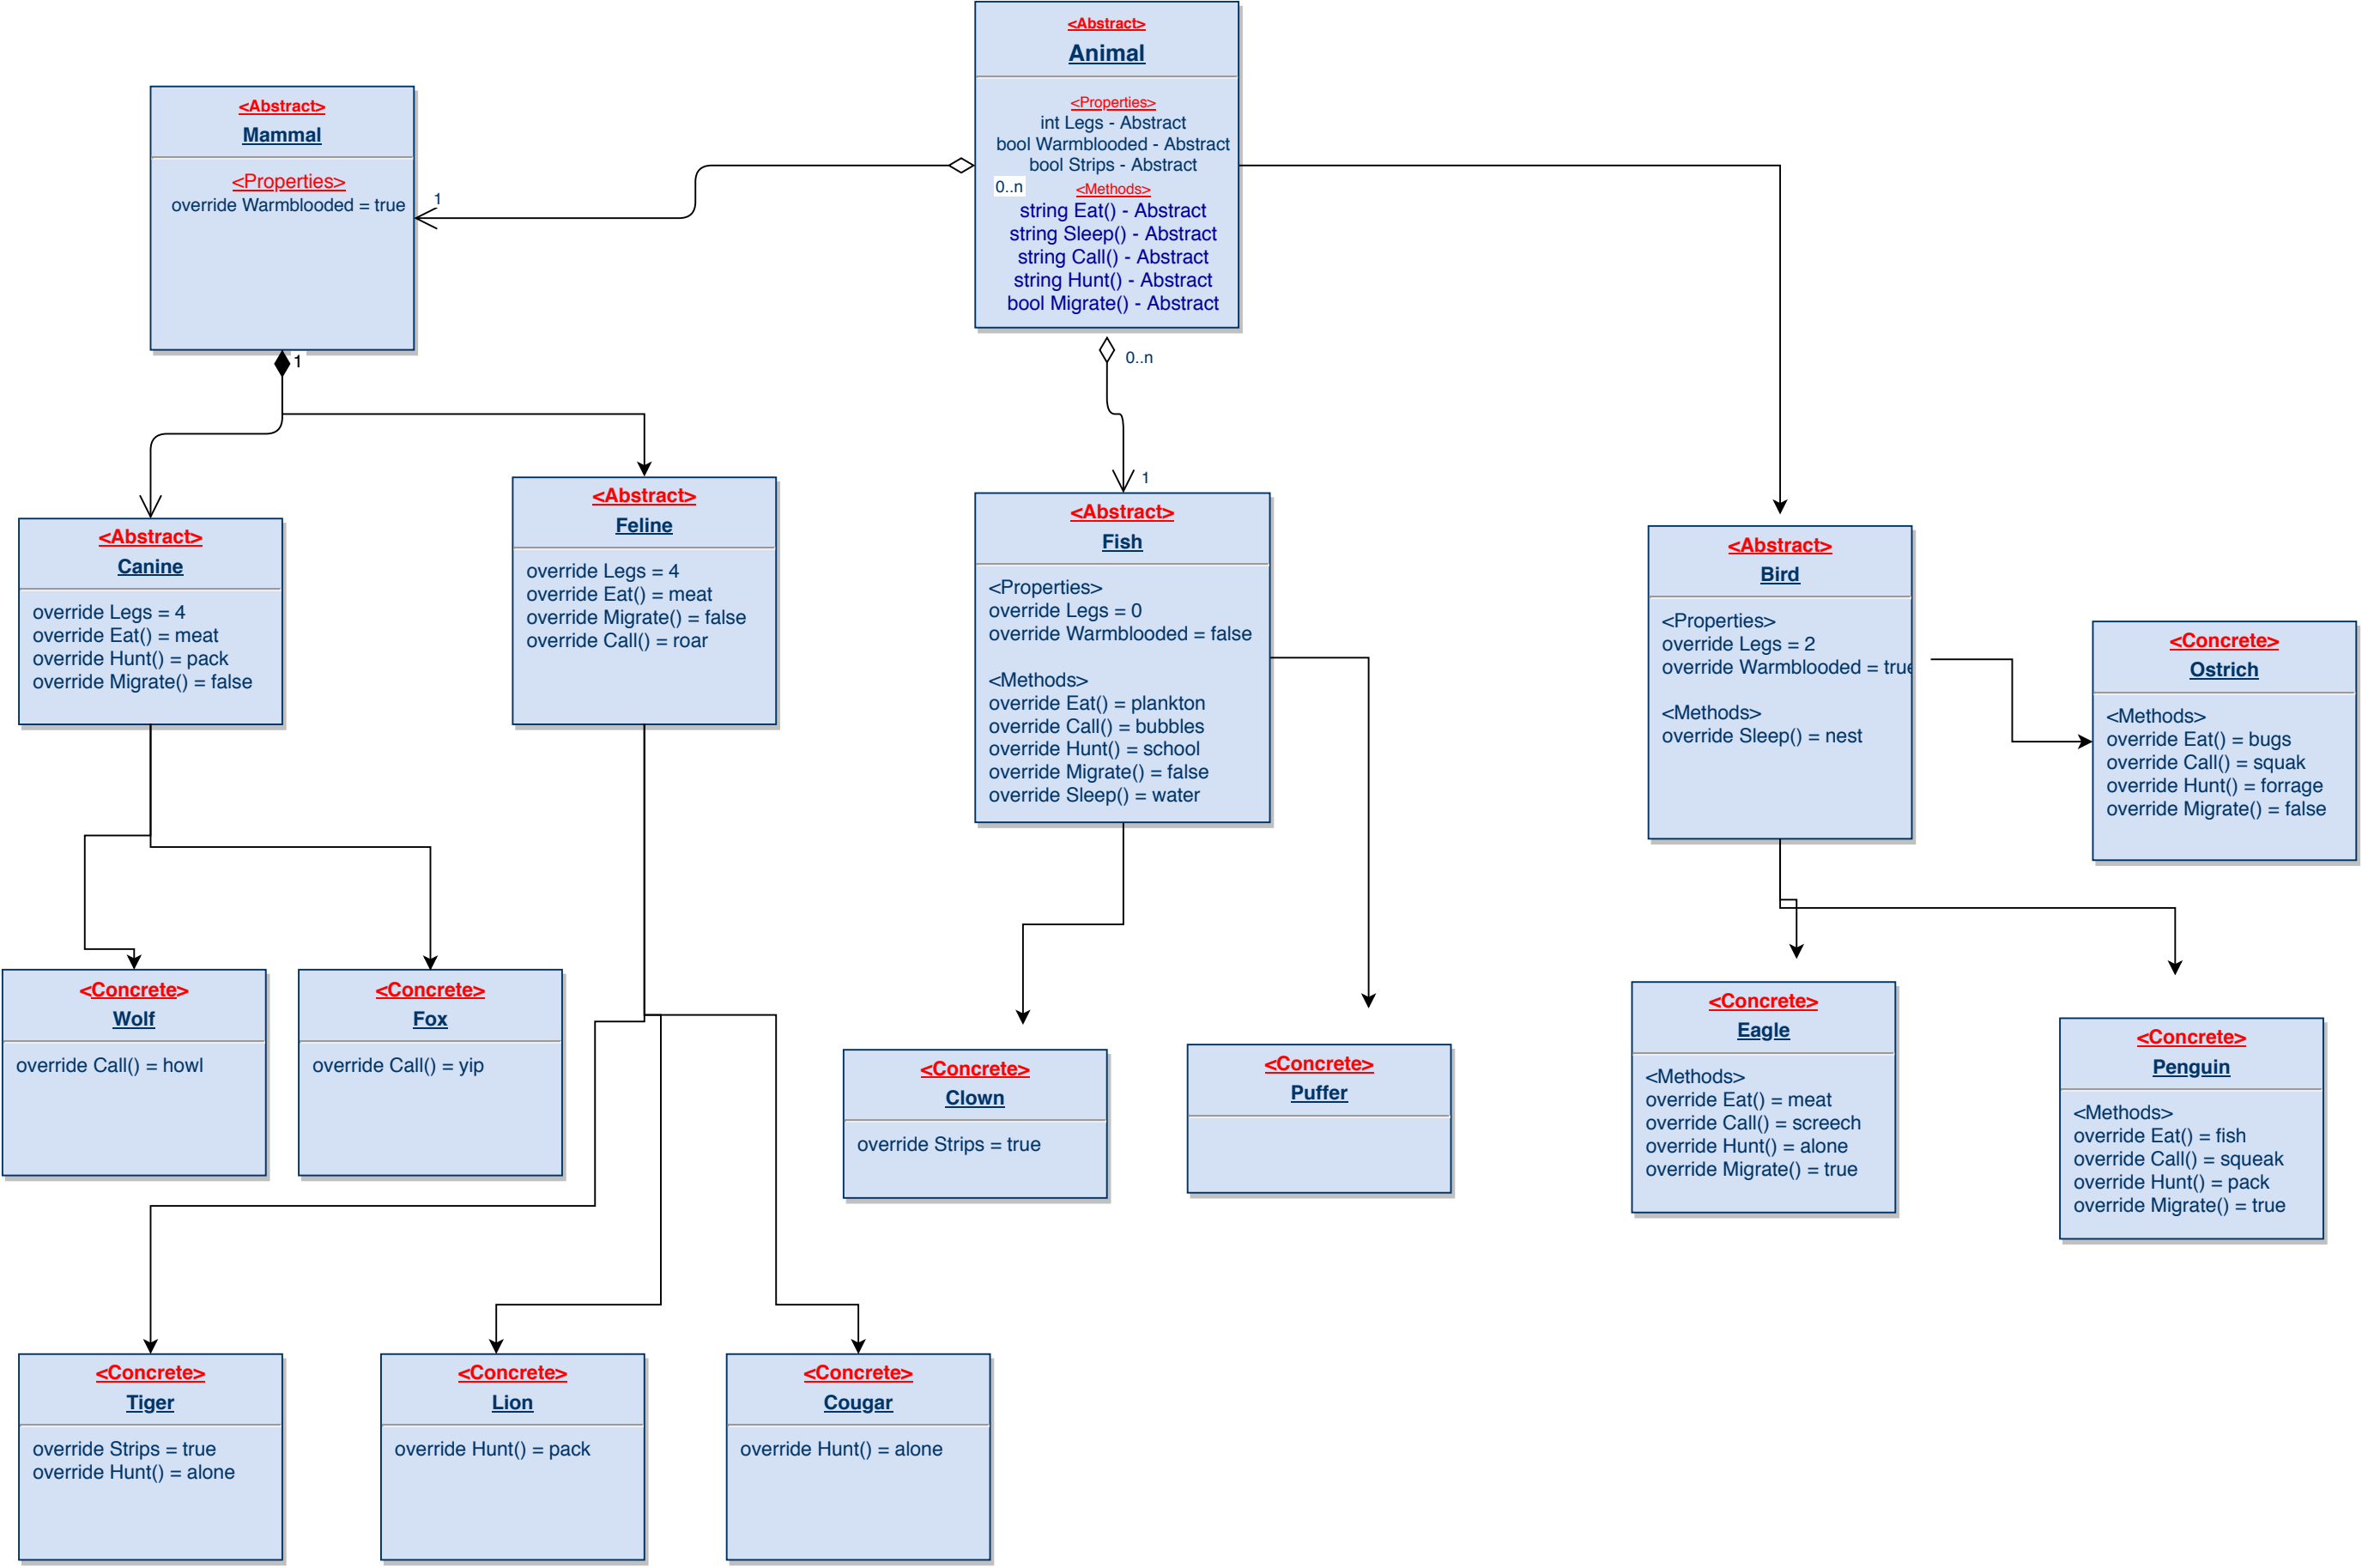 <Abstract>
Animal
<Properties>
int Legs - Abstract
bool Warmblooded - Abstract
bool Strips - Abstract
0..n
<Methods>
string Eat() - Abstract
string Sleep() - Abstract
string Call() - Abstract
string Hunt() - Abstract
bool Migrate() - Abstract
0..n
<Abstract>
Mammal
<Properties>
override Warmblooded = true
1
1
<Abstract>
Canine
override Legs = 4
override Eat() = meat
override Hunt() = pack
override Migrate() = false
<Abstract>
Feline
override Legs = 4
override Eat() = meat
override Migrate() = false
override Call() = roar
1
<Abstract>
Fish
<Properties>
override Legs = 0
override Warmblooded = false
<Methods>
override Eat() = plankton
override Call() = bubbles
override Hunt() = school
override Migrate() = false
override Sleep() = water
<Abstract>
Bird
<Properties>
override Legs = 2
override Warmblooded = true
<Methods>
override Sleep() = nest
<Concrete>
Ostrich
<Methods>
override Eat() = bugs
override Call() = squak
override Hunt() = forrage
override Migrate() = false
<Concrete>
Wolf
override Call() = howl
<Concrete>
Fox
override Call() = yip
<Concrete>
Clown
override Strips = true
<Concrete>
Puffer
<Concrete>
Eagle
<Methods>
override Eat() = meat
override Call() = screech
override Hunt() = alone
override Migrate() = true
<Concrete>
Penguin
<Methods>
override Eat() = fish
override Call() = squeak
override Hunt() = pack
override Migrate() = true
<Concrete>
Tiger
override Strips = true
override Hunt() = alone
<Concrete>
Lion
override Hunt() = pack
<Concrete>
Cougar
override Hunt() = alone